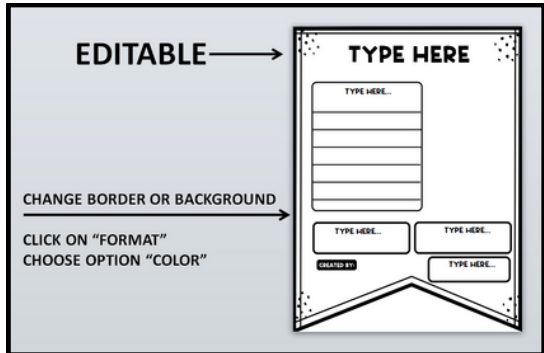 EDITABLE
TYPE HERE
TYPE HERE...
CHANGE BORDER OR BACKGROUND
CLICK ON “FORMAT”
CHOOSE OPTION “COLOR”
TYPE HERE...
TYPE HERE...
CREATED BY:
TYPE HERE...